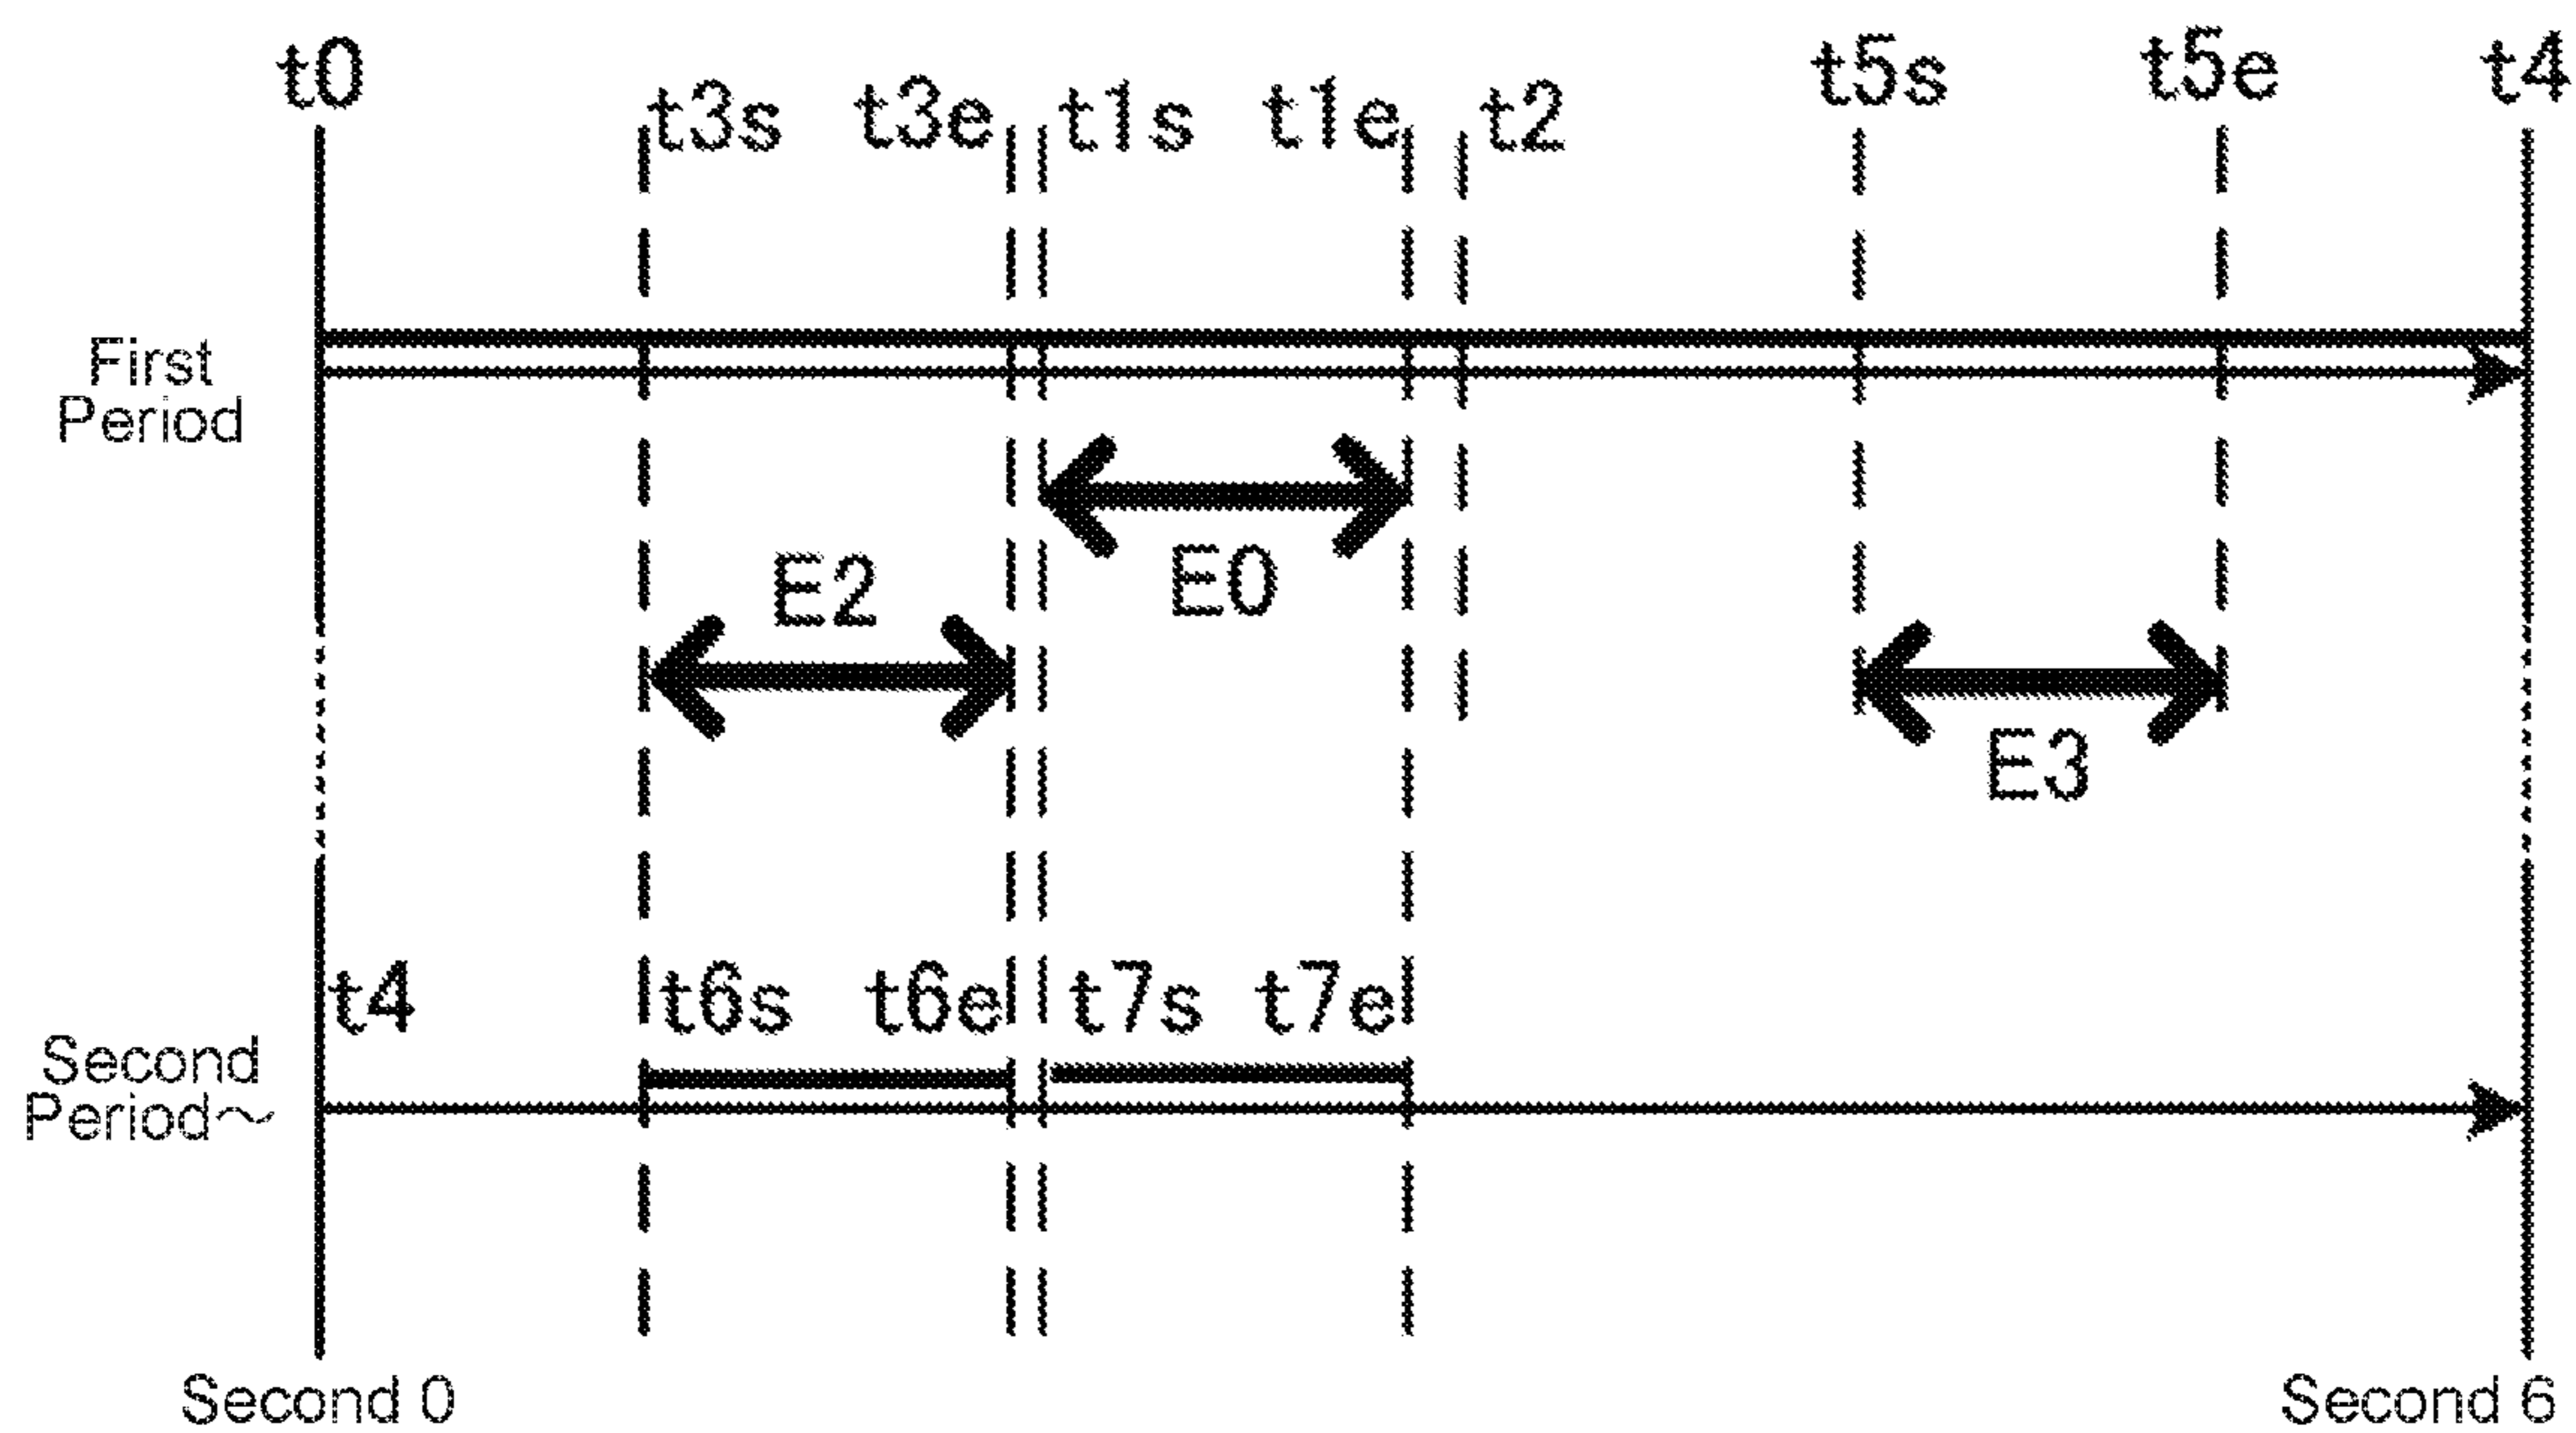 t0 t3s t3e t1s t1e t2 t5s t5e t4
First
Period
E0
E2
E3
t4 t6s t6e t7s t7e
Second
Period~
Second 0 Second 6